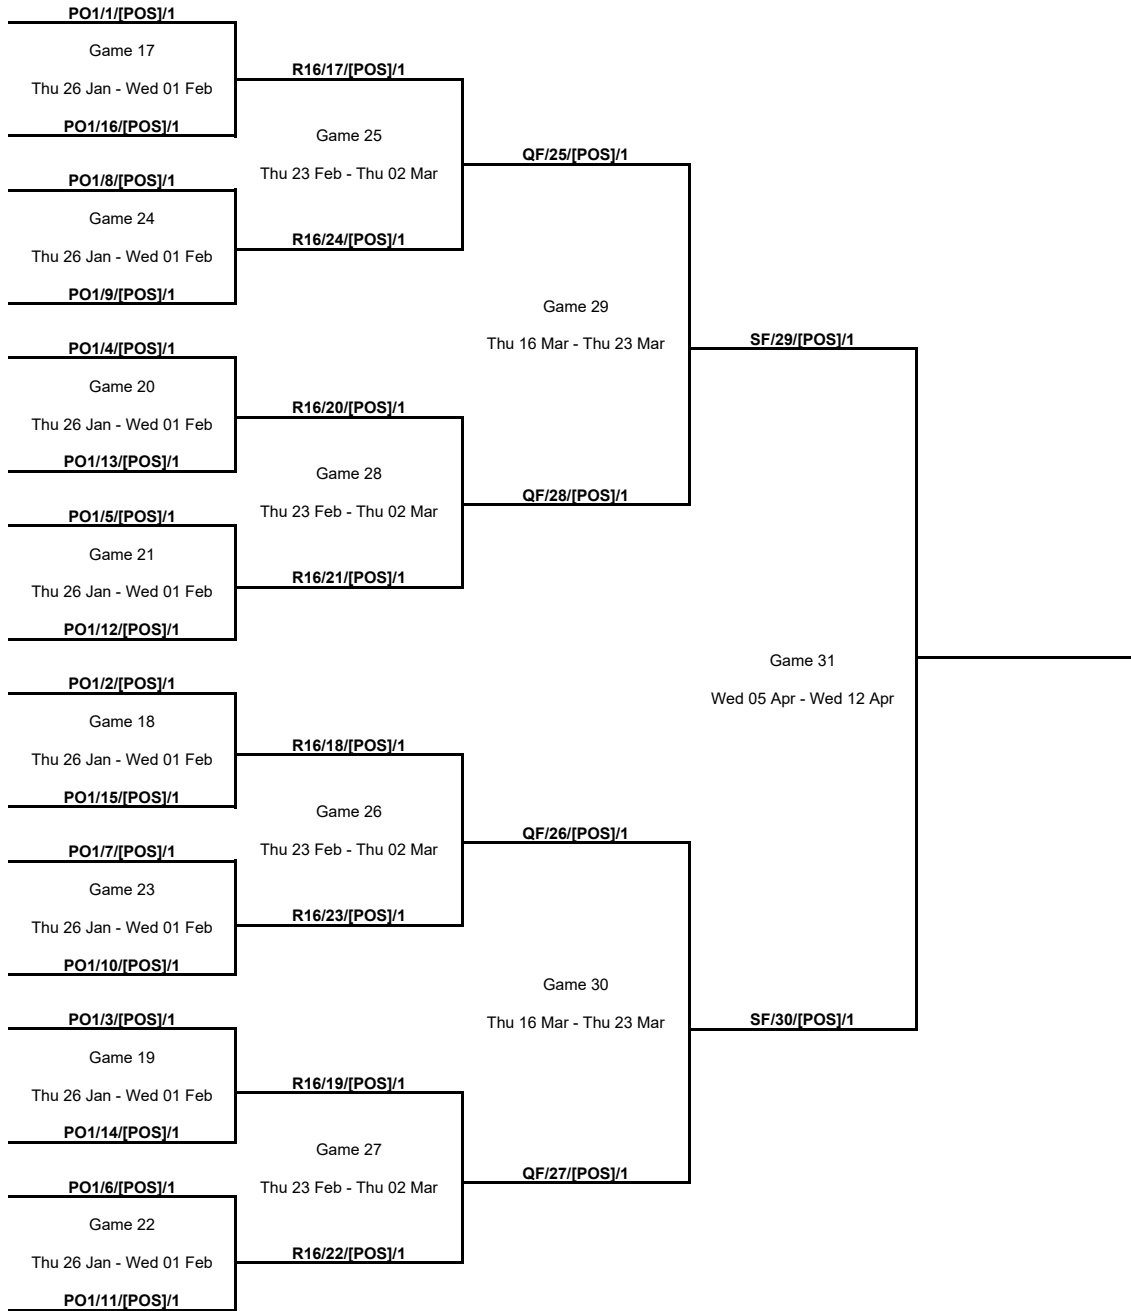 PO1/1/[POS]/1
Game 17
Thu 26 Jan - Wed 01 Feb
PO1/16/[POS]/1
PO1/8/[POS]/1
Game 24
Thu 26 Jan - Wed 01 Feb
PO1/9/[POS]/1
PO1/4/[POS]/1
Game 20
Thu 26 Jan - Wed 01 Feb
PO1/13/[POS]/1
PO1/5/[POS]/1
Game 21
Thu 26 Jan - Wed 01 Feb
PO1/12/[POS]/1
PO1/2/[POS]/1
Game 18
Thu 26 Jan - Wed 01 Feb
PO1/15/[POS]/1
PO1/7/[POS]/1
Game 23
Thu 26 Jan - Wed 01 Feb
PO1/10/[POS]/1
PO1/3/[POS]/1
Game 19
Thu 26 Jan - Wed 01 Feb
PO1/14/[POS]/1
PO1/6/[POS]/1
Game 22
Thu 26 Jan - Wed 01 Feb
PO1/11/[POS]/1
R16/17/[POS]/1
Game 25
Thu 23 Feb - Thu 02 Mar
R16/24/[POS]/1
R16/20/[POS]/1
Game 28
Thu 23 Feb - Thu 02 Mar
R16/21/[POS]/1
R16/18/[POS]/1
Game 26
Thu 23 Feb - Thu 02 Mar
R16/23/[POS]/1
R16/19/[POS]/1
Game 27
Thu 23 Feb - Thu 02 Mar
R16/22/[POS]/1
QF/25/[POS]/1
Game 29
Thu 16 Mar - Thu 23 Mar
QF/28/[POS]/1
QF/26/[POS]/1
Game 30
Thu 16 Mar - Thu 23 Mar
QF/27/[POS]/1
SF/29/[POS]/1
Game 31
Wed 05 Apr - Wed 12 Apr
SF/30/[POS]/1